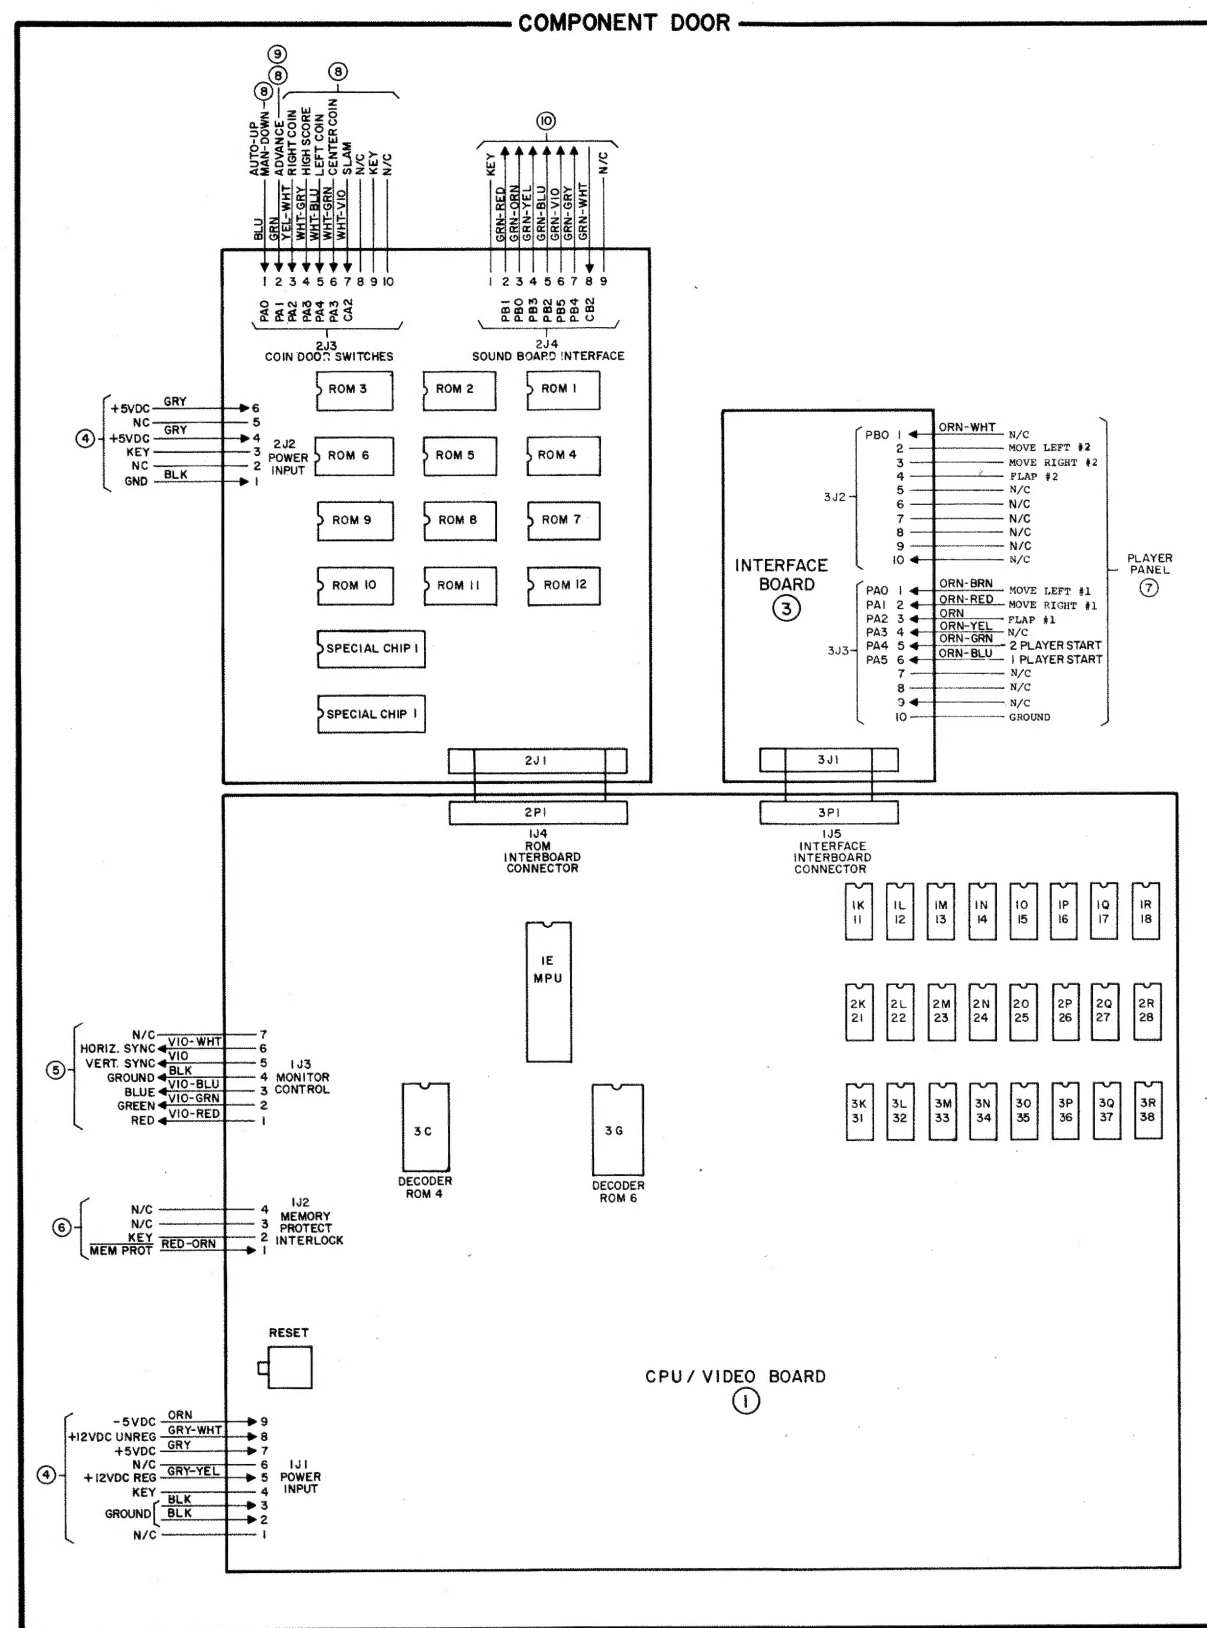 COMPONENT DOOR
9
8
8
8
AUTO-UP
MAN-DOWN
ADVANCE
RIGHT COIN
HIGH SCORE
LEFT COIN
CENTER COIN
SLAM
N/C
KEY
N/C
BLU
GRN
YEL-WHT
WHT-GRY
WHT-BLU
WHT-GRN
WHT-VIO
1 2 3 4 5 6 7 8 9 10
PA0
PA1
PA2
PA3
PA4
PA3
CA2
2J3
COIN DOOR SWITCHES
10
KEY
GRN-RED
GRN-ORN
GRN-YEL
GRN-BLU
GRN-VIO
GRN-GRY
GRN-WHT
N/C
1 2 3 4 5 6 7 8 9
PB1
PB0
PB3
PB2
PB5
PB4
CB2
2J4
SOUND BOARD INTERFACE
ROM 3 ROM 2 ROM 1
ROM 6 ROM 5 ROM 4
ROM 9 ROM 8 ROM 7
ROM 10 ROM 11 ROM 12
SPECIAL CHIP 1
SPECIAL CHIP 1
4
+5VDC GRY 6
NC 5
+5VDC GRY 4
KEY 3
NC 2
GND BLK 1
2J2
POWER
INPUT
2J1
INTERFACE
BOARD
3
3J2
PB0 1 ORN-WHT N/C
2 MOVE LEFT #2
3 MOVE RIGHT #2
4 FLAP #2
5 N/C
6 N/C
7 N/C
8 N/C
9 N/C
10 N/C
3J3
PA0 1 ORN-BRN MOVE LEFT #1
PA1 2 ORN-RED MOVE RIGHT #1
PA2 3 ORN FLAP #1
PA3 4 ORN-YEL N/C
PA4 5 ORN-GRN 2 PLAYER START
PA5 6 ORN-BLU 1 PLAYER START
7 N/C
8 N/C
9 N/C
10 GROUND
PLAYER
PANEL
7
3J1
2P1
1J4
ROM
INTERBOARD
CONNECTOR
3P1
1J5
INTERFACE
INTERBOARD
CONNECTOR
1K 1L 1M 1N 1O 1P 1Q 1R
11 12 13 14 15 16 17 18
2K 2L 2M 2N 2O 2P 2Q 2R
21 22 23 24 25 26 27 28
3K 3L 3M 3N 3O 3P 3Q 3R
31 32 33 34 35 36 37 38
1E
MPU
3C
DECODER
ROM 4
3G
DECODER
ROM 6
5
N/C 7
HORIZ. SYNC VIO-WHT 6
VERT. SYNC VIO 5
GROUND BLK 4
BLUE VIO-BLU 3
GREEN VIO-GRN 2
RED VIO-RED 1
1J3
MONITOR
CONTROL
6
N/C 4
N/C 3
KEY 2
MEM PROT RED-ORN 1
1J2
MEMORY
PROTECT
INTERLOCK
RESET
CPU / VIDEO BOARD
1
4
-5VDC ORN 9
+12VDC UNREG GRY-WHT 8
+5VDC GRY 7
N/C 6
+12VDC REG GRY-YEL 5
KEY 4
GROUND BLK 3
BLK 2
N/C 1
1J1
POWER
INPUT